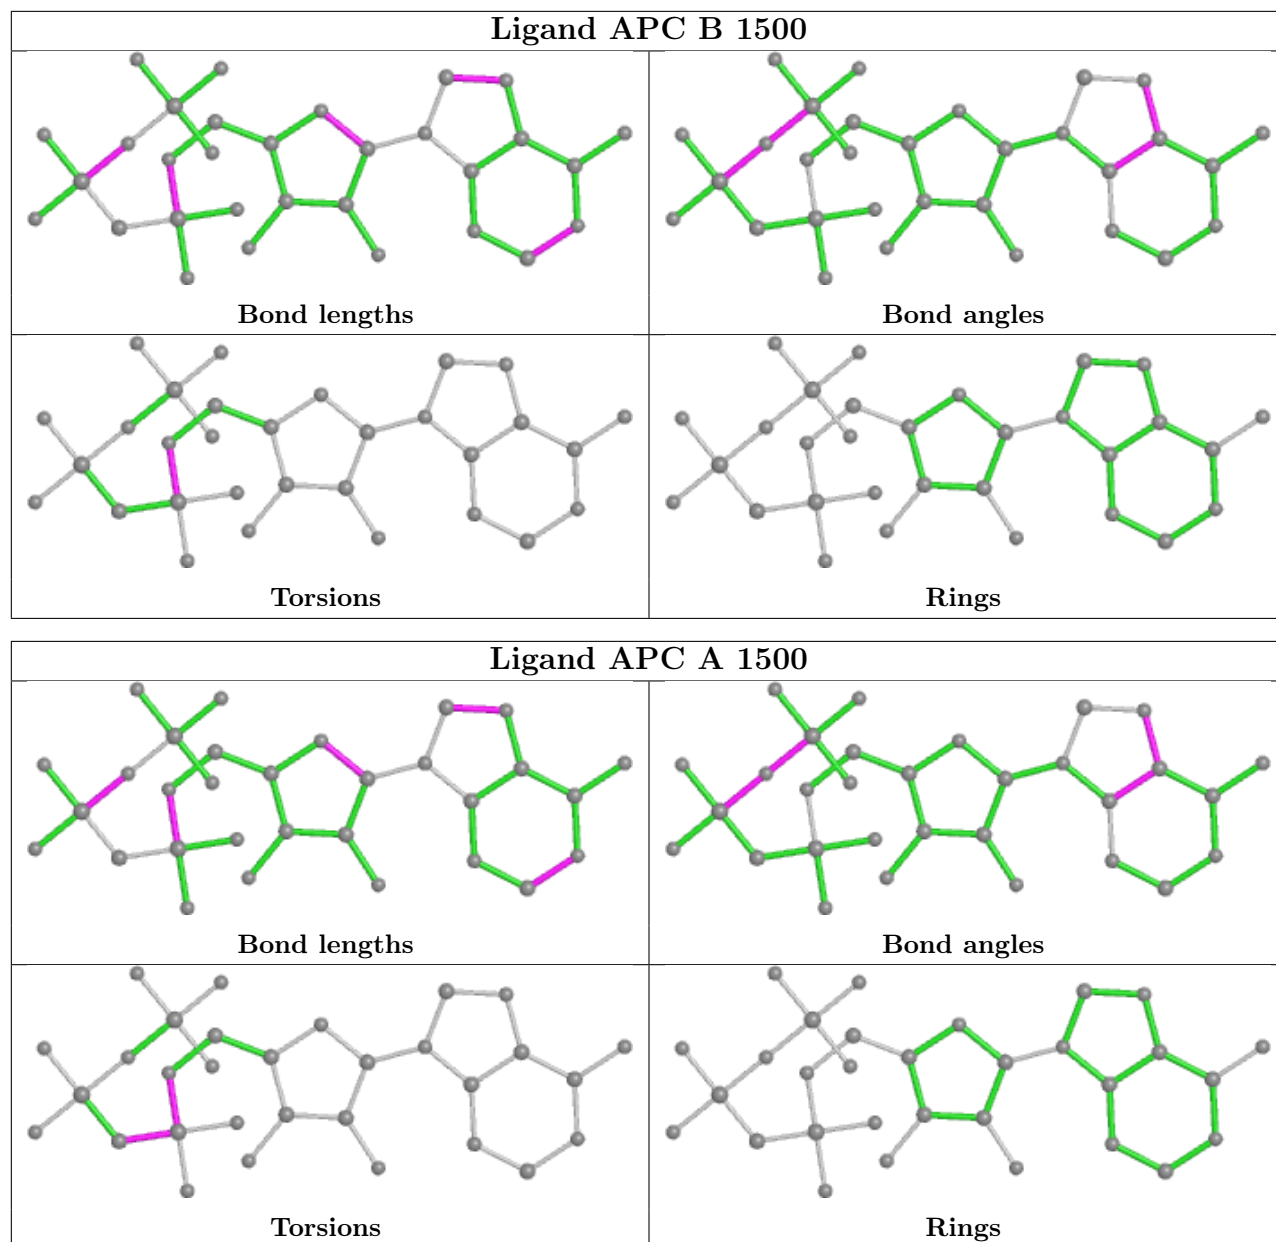 Ligand APC B 1500
Bond lengths Bond angles
Torsions Rings
Ligand APC A 1500
Bond lengths Bond angles
Torsions Rings